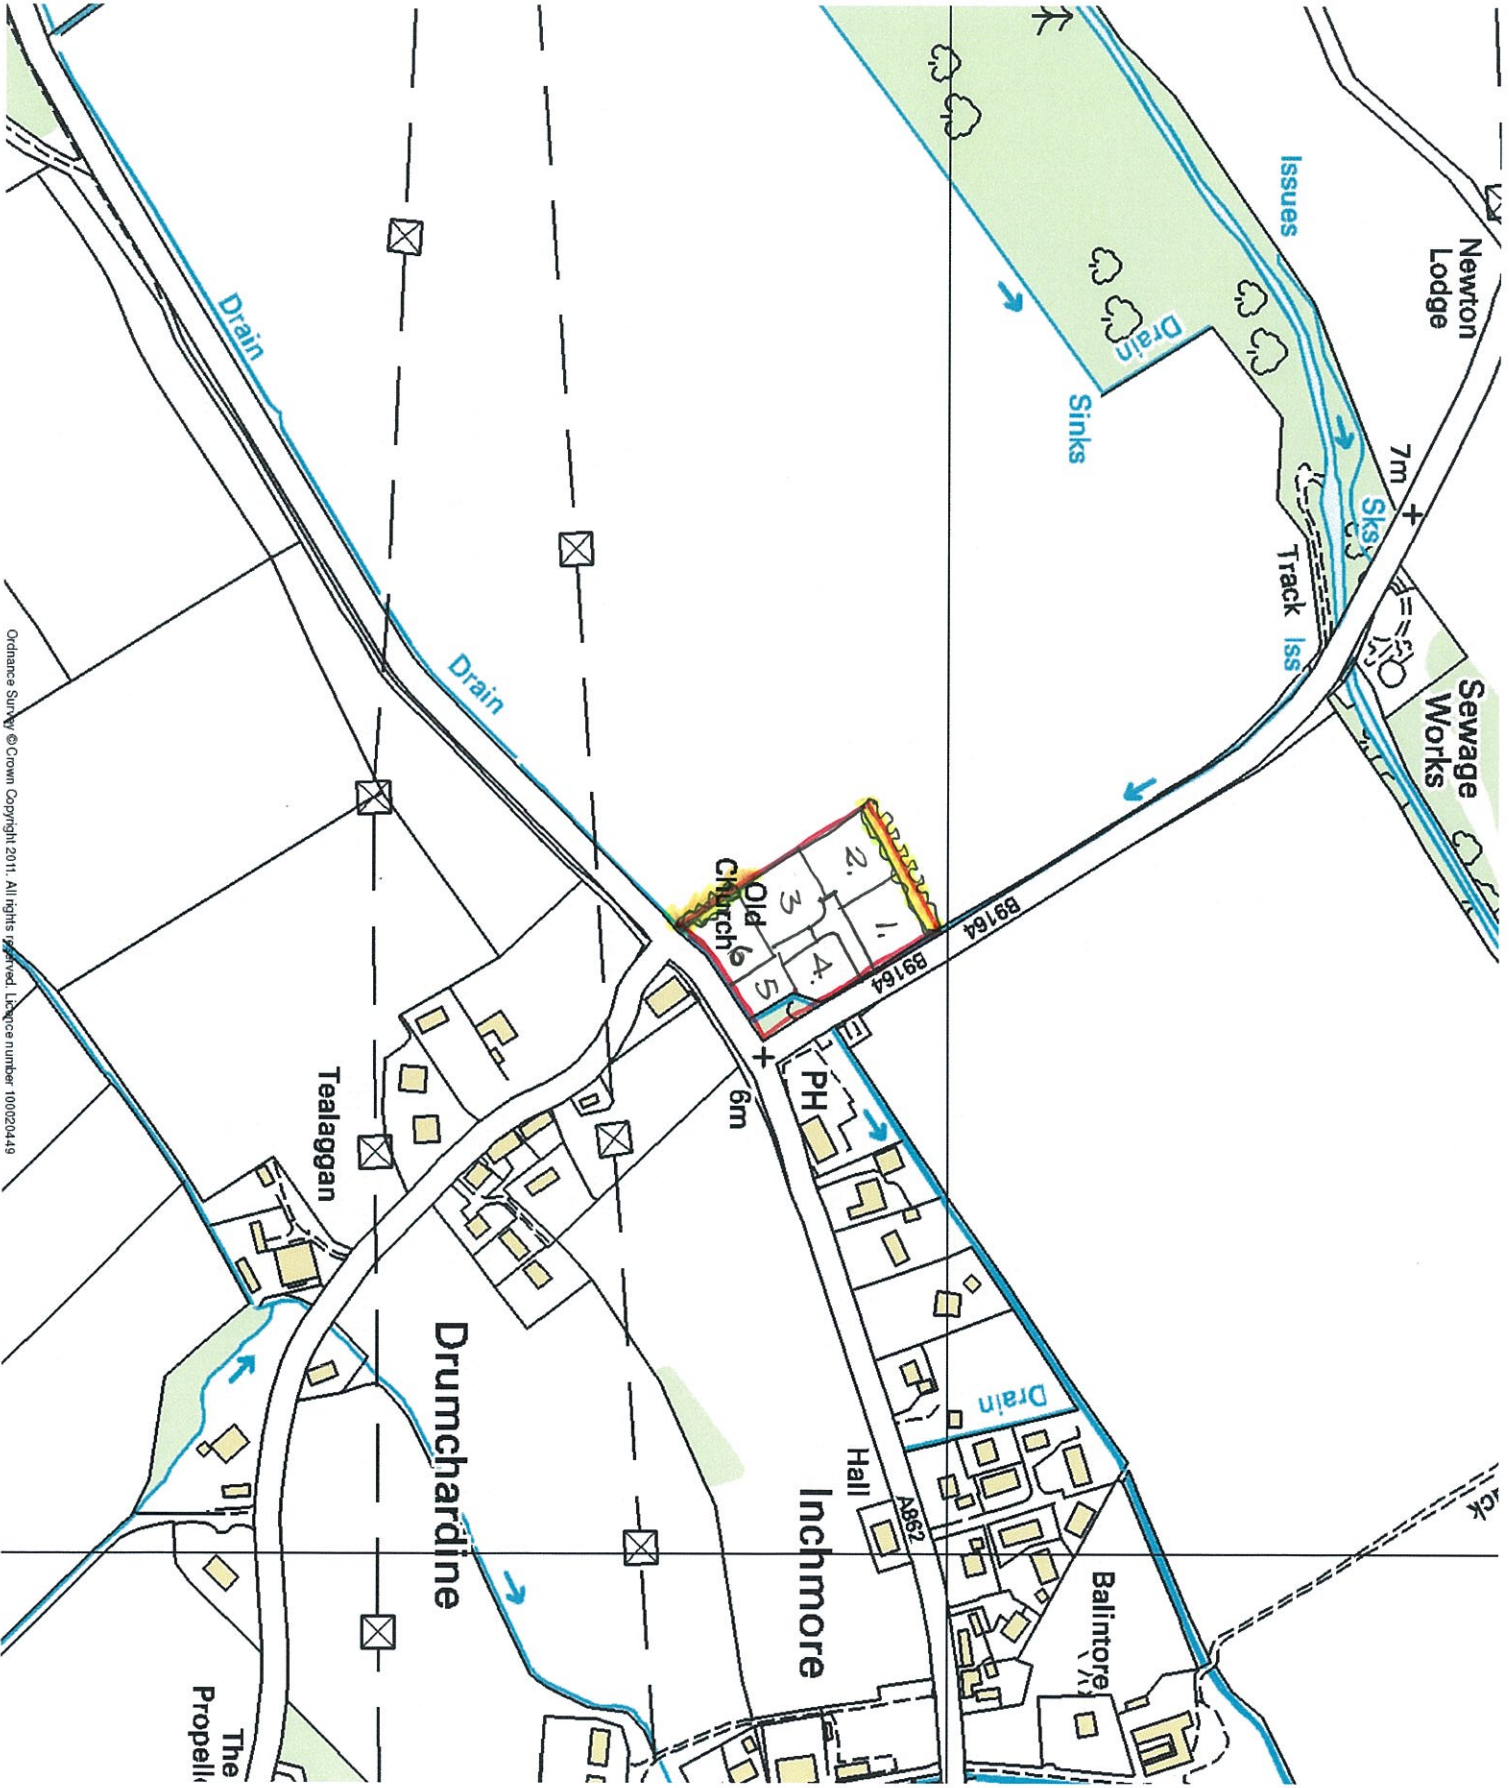 Newton
Lodge
Issues
Drain
Sinks
7m
Sks
Track
Iss
Sewage
Works
Drain
Drain
B9164
B9164
Old
Church
1.
2.
3
4.
5
6
6m
PH
Tealaggan
Drumchardine
Drain
Hall
A862
Inchmore
Balintore
The
Propell
Ordnance Survey © Crown Copyright 2011. All rights reserved. Licence number 100020449